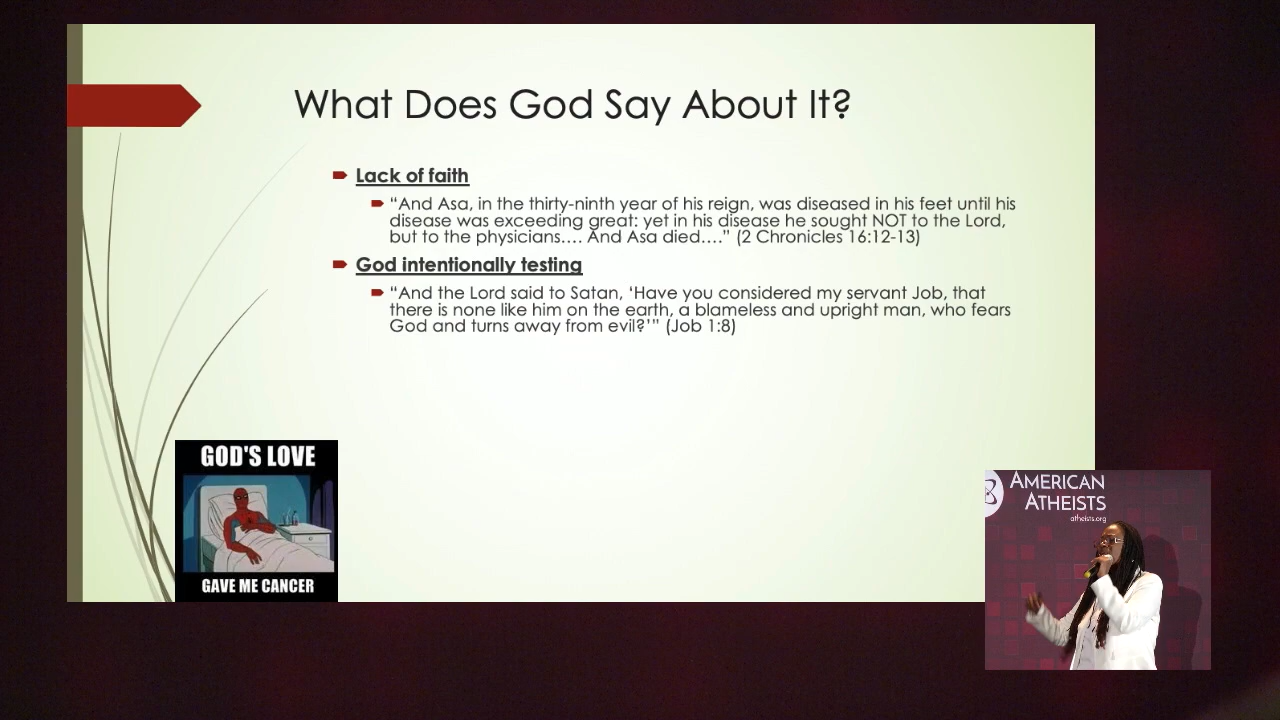 What Does God Say About It?
Lack of faith
“And Asa, in the thirty-ninth year of his reign, was diseased in his feet until his
disease was exceeding great: yet in his disease he sought NOT to the Lord,
but to the physicians…. And Asa died….” (2 Chronicles 16:12-13)
God intentionally testing
“And the Lord said to Satan, ‘Have you considered my servant Job, that
there is none like him on the earth, a blameless and upright man, who fears
God and turns away from evil?’” (Job 1:8)
GOD'S LOVE
GAVE ME CANCER
AMERICAN
ATHEISTS
atheists.org